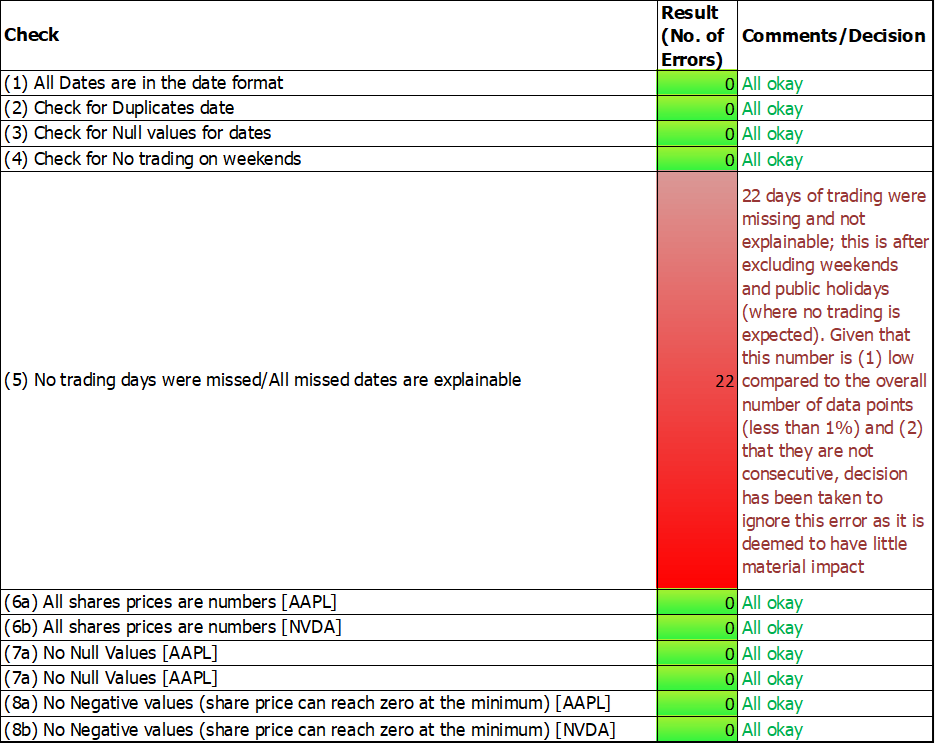 Check
Result
(No. of
Errors)
Comments/Decision
(1) All Dates are in the date format 0 All okay
(2) Check for Duplicates date 0 All okay
(3) Check for Null values for dates 0 All okay
(4) Check for No trading on weekends 0 All okay
(5) No trading days were missed/All missed dates are explainable
22
22 days of trading were
missing and not
explainable; this is after
excluding weekends
and public holidays
(where no trading is
expected). Given that
this number is (1) low
compared to the overall
number of data points
(less than 1%) and (2)
that they are not
consecutive, decision
has been taken to
ignore this error as it is
deemed to have little
material impact
(6a) All shares prices are numbers [AAPL] 0 All okay
(6b) All shares prices are numbers [NVDA] 0 All okay
(7a) No Null Values [AAPL] 0 All okay
(7a) No Null Values [AAPL] 0 All okay
(8a) No Negative values (share price can reach zero at the minimum) [AAPL] 0 All okay
(8b) No Negative values (share price can reach zero at the minimum) [NVDA] 0 All okay